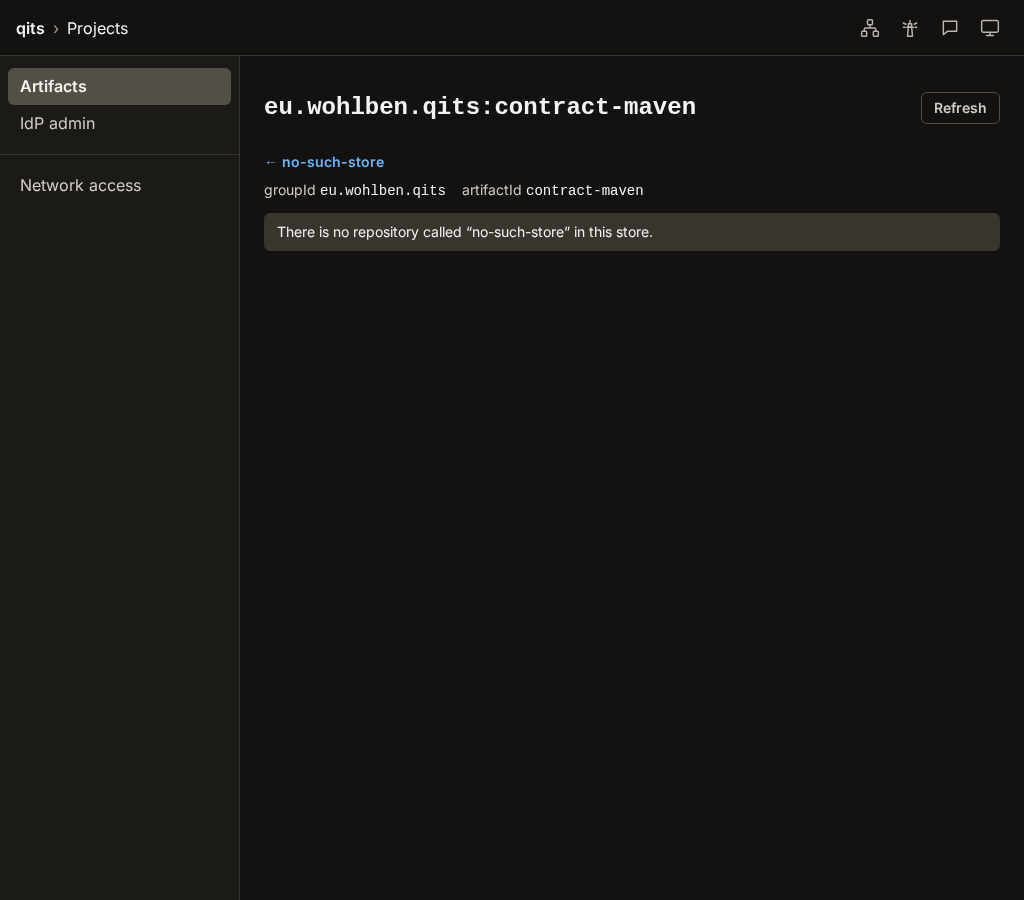 qits › Projects
Artifacts
IdP admin
Network access
eu.wohlben.qits:contract-maven
Refresh
← no-such-store
groupId eu.wohlben.qits artifactId contract-maven
There is no repository called “no-such-store” in this store.